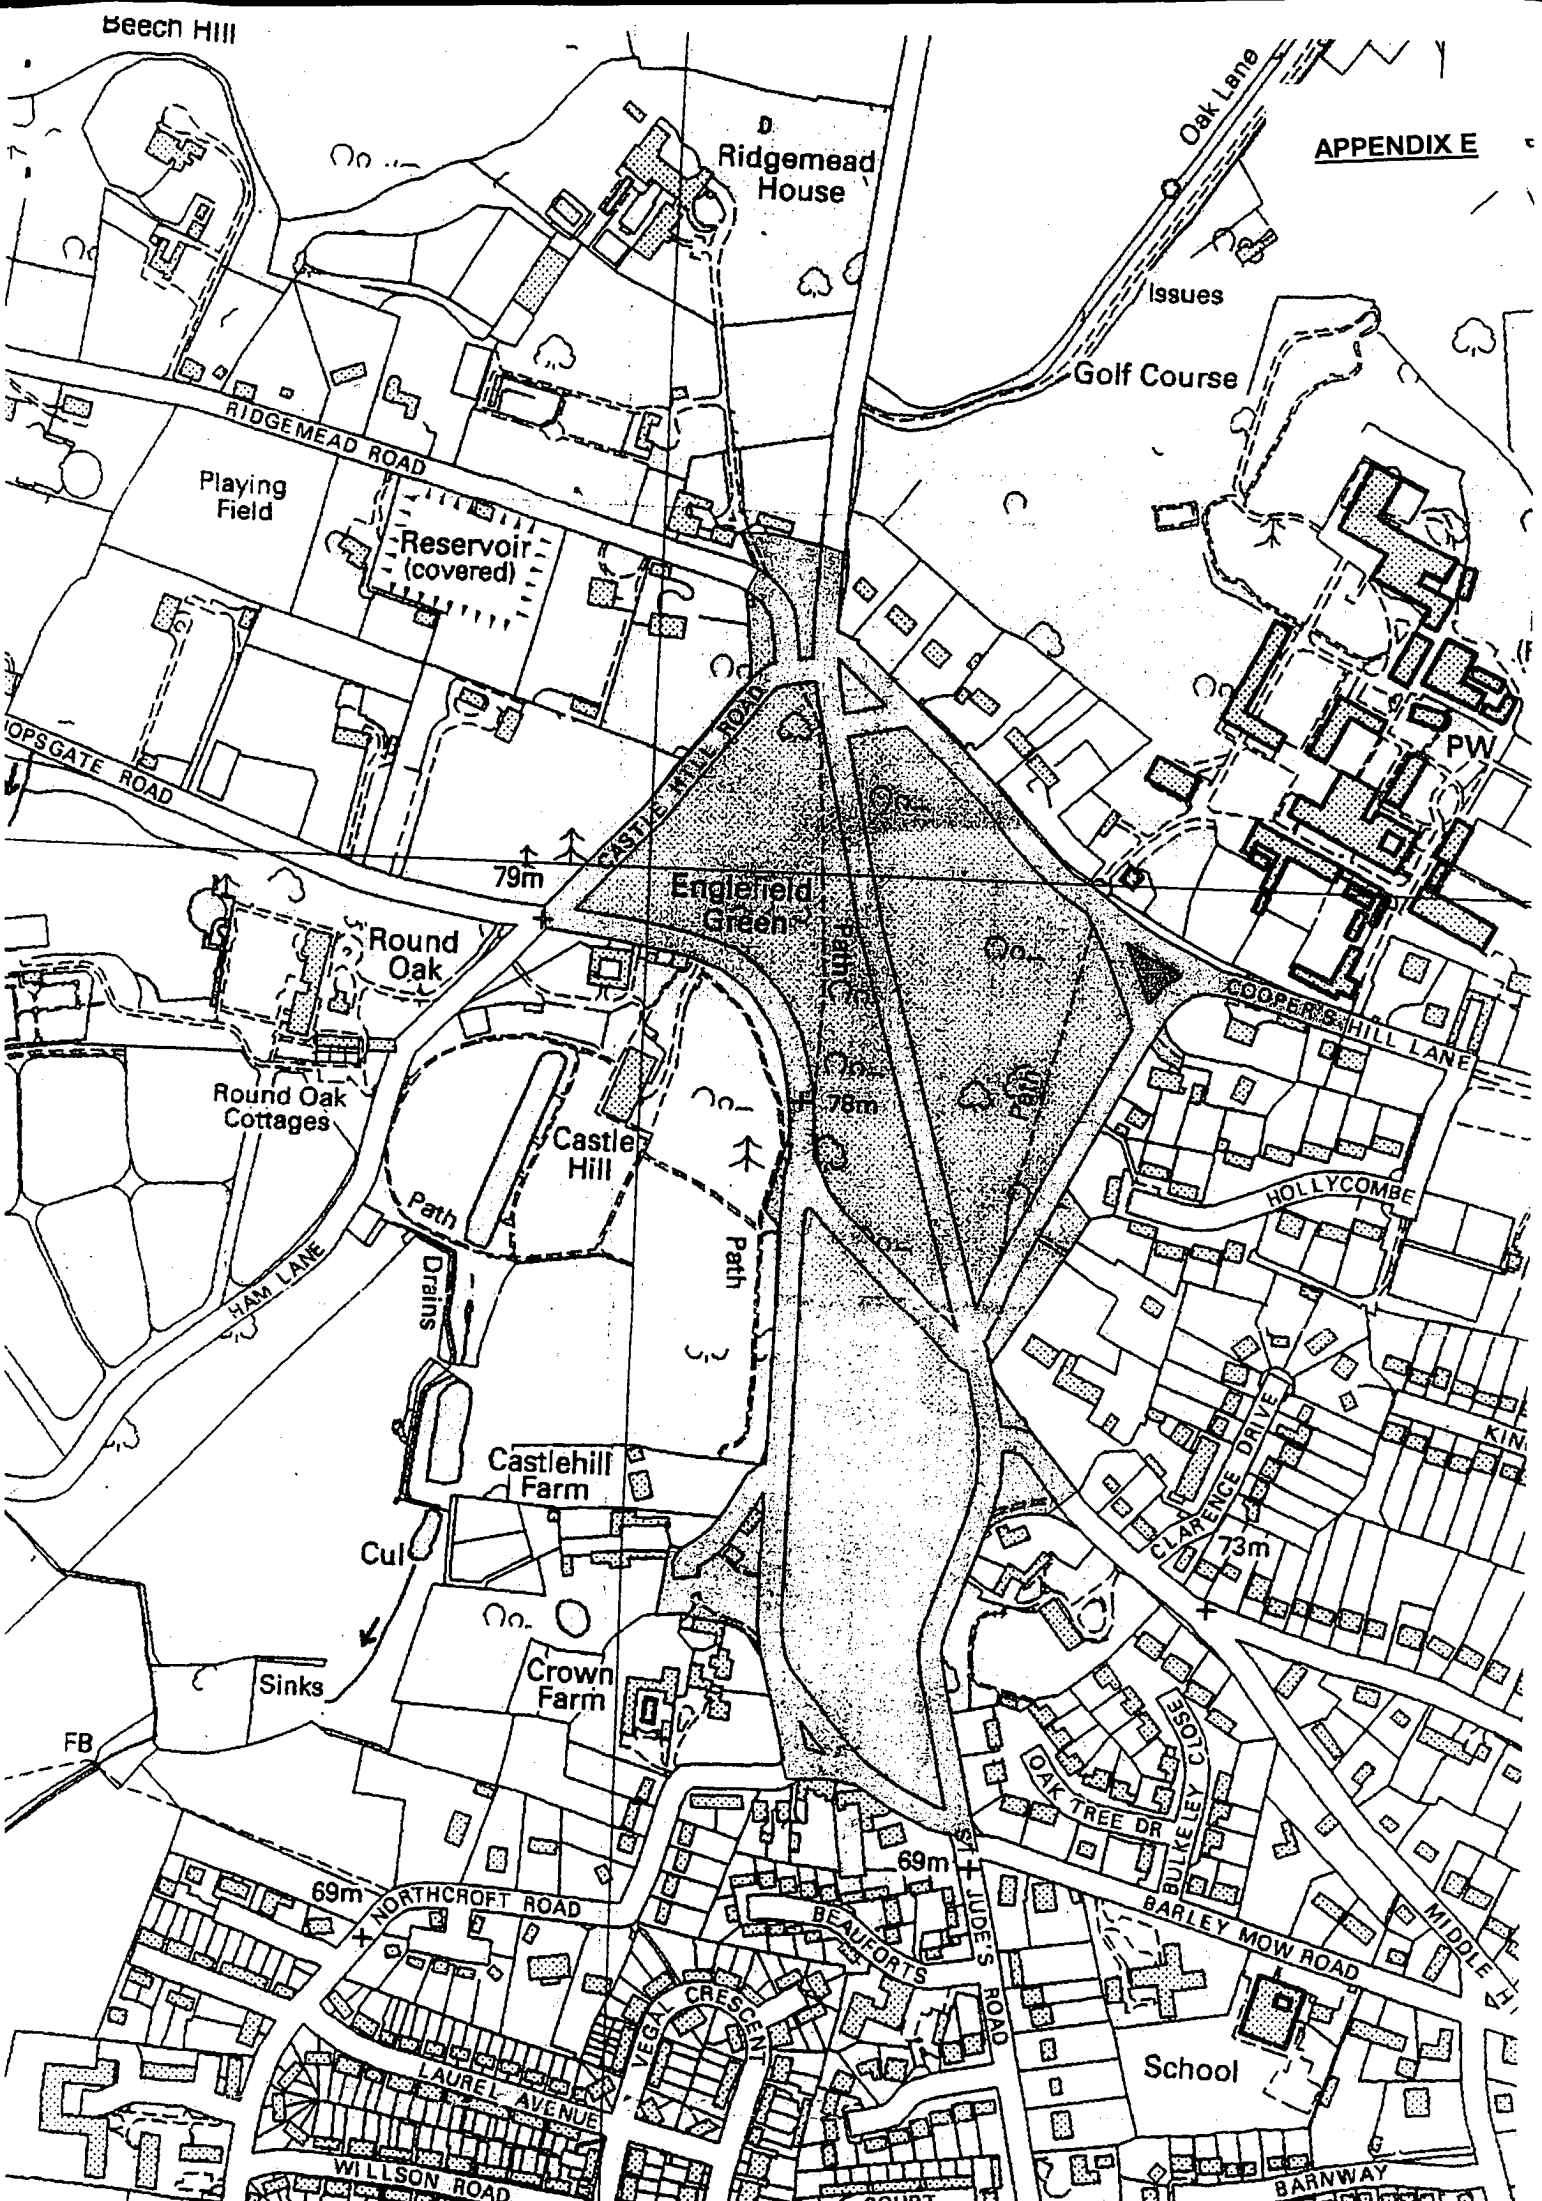 Beech Hill
Oak Lane
APPENDIX E
Ridgemead
House
Issues
Golf Course
RIDGEMEAD ROAD
Playing
Field
Reservoir
(covered)
PW
OPSGATE ROAD
CASTLE HILL ROAD
79m
Englefield
Green
Path
Round
Oak
COOPER'S HILL LANE
Round Oak
Cottages
78m
Path
Castle
Hill
HOLLYCOMBE
Path
Path
Drains
HAM LANE
CLARENCE DRIVE
KIN
Castlehill
Farm
Cul
73m
Crown
Farm
Sinks
FB
OAK TREE DR
BULKELEY CLOSE
69m
69m
NORTHCROFT ROAD
BEAUFORTS
ST JUDE'S ROAD
BARLEY MOW ROAD
MIDDLE H
VEGAL CRESCENT
School
LAUREL AVENUE
WILLSON ROAD
COURT
BARNWAY